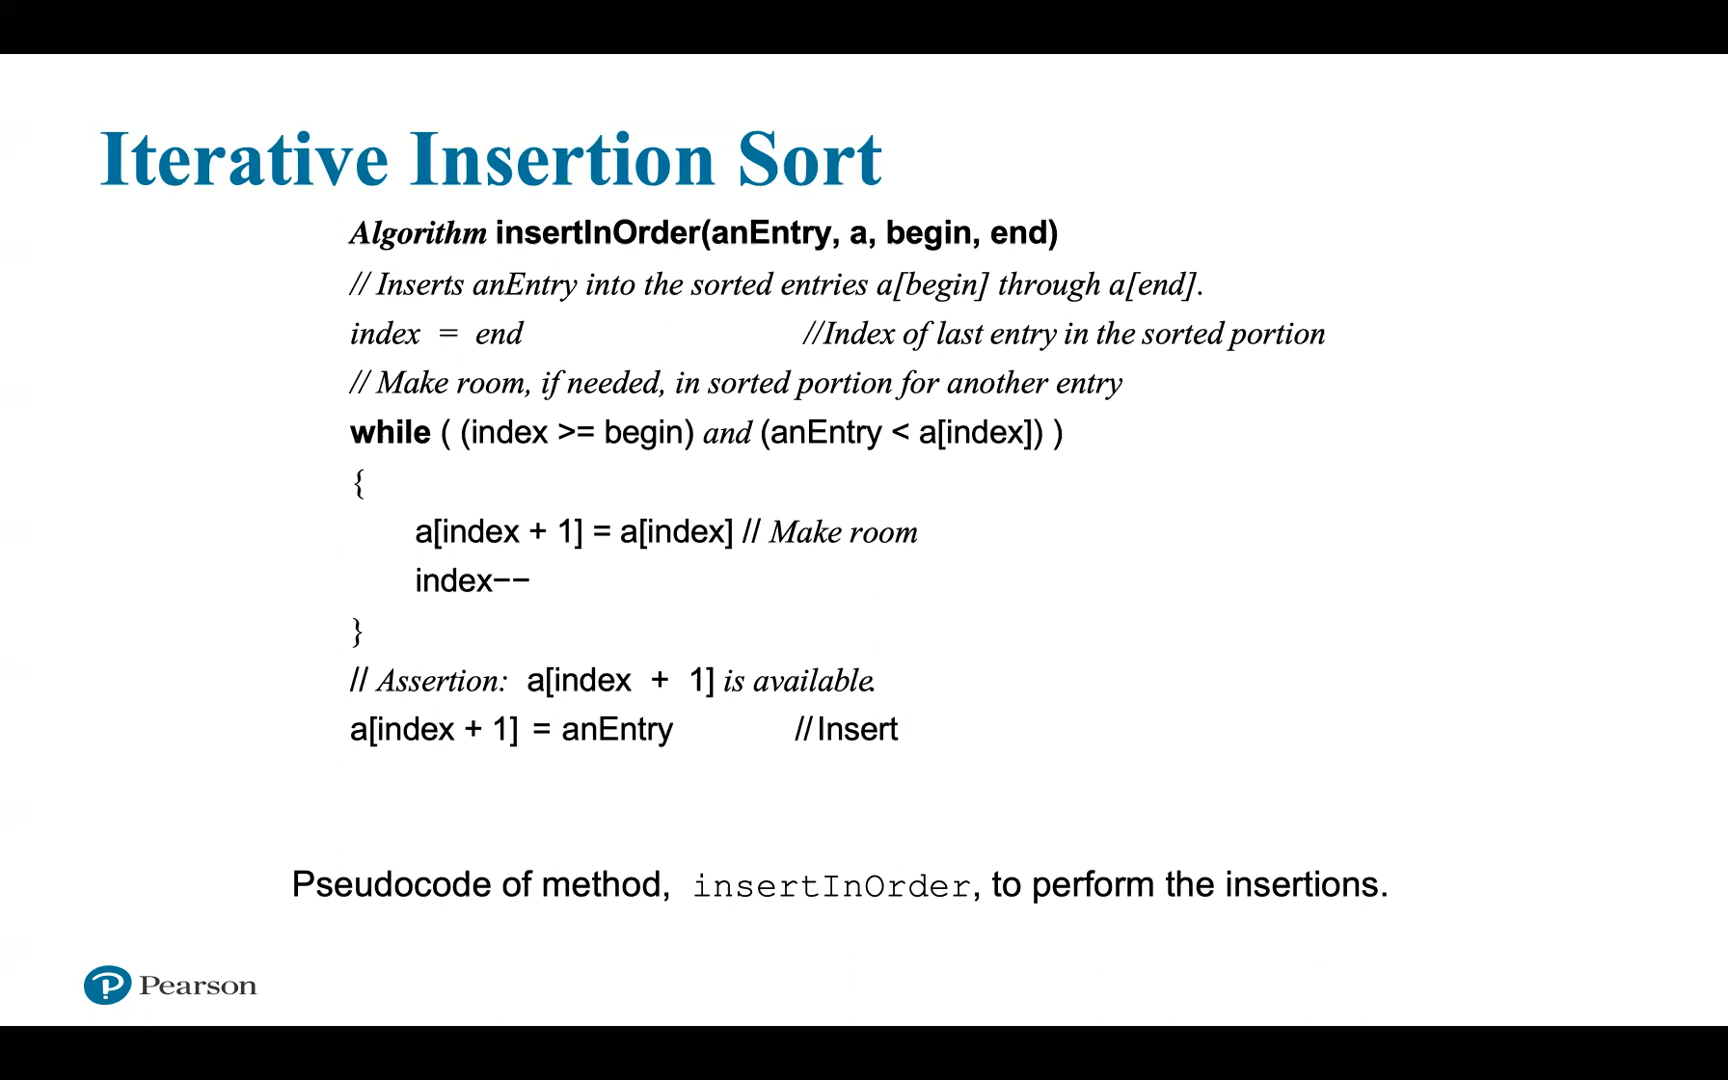 Iterative Insertion Sort
Algorithm insertInOrder(anEntry, a, begin, end)
// Inserts anEntry into the sorted entries a[begin] through a[end].
index = end //Index of last entry in the sorted portion
// Make room, if needed, in sorted portion for another entry
while ( (index >= begin) and (anEntry < a[index]) )
{
a[index + 1] = a[index] // Make room
index−−
}
// Assertion: a[index + 1] is available.
a[index + 1] = anEntry //Insert
Pseudocode of method, insertInOrder, to perform the insertions.
Pearson